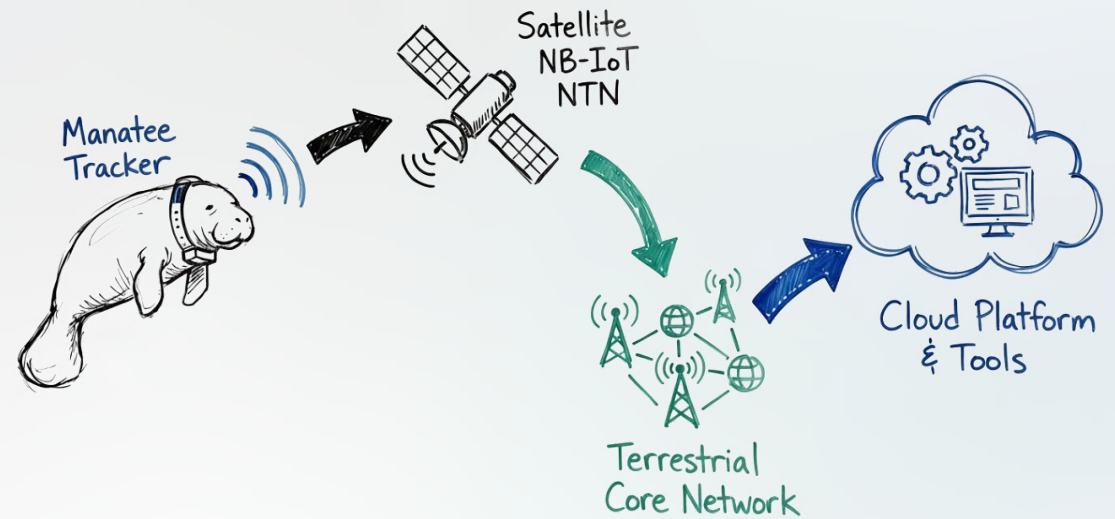 Manatee
Tracker
Satellite
NB-IoT
NTN
Terrestrial
Core Network
Cloud Platform
& Tools